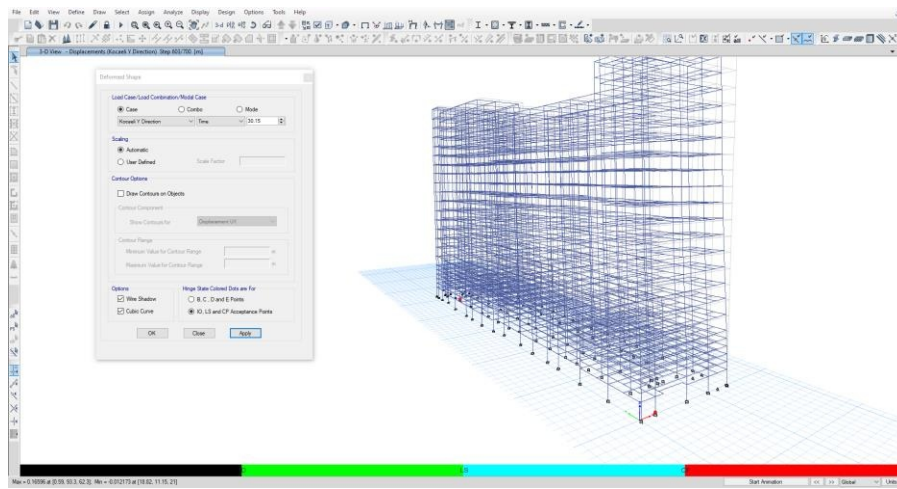 File Edit View Define Draw Select Assign Analyze Display Design Options Tools Help
3-D View - Displacements (Kocaeli Y Direction) Step 603/700 [m]
Deformed Shape
Load Case/Load Combination/Modal Case
Case Combo Mode
Kocaeli Y Direction Time 30.15
Scaling
Automatic
User Defined Scale Factor
Contour Options
Draw Contours on Objects
Contour Component
Show Contours for Displacement UX
Contour Range
Minimum Value for Contour Range m
Maximum Value for Contour Range m
Options Hinge State Colored Dots are For
Wire Shadow B, C , D and E Points
Cubic Curve IO, LS and CP Acceptance Points
OK Close Apply
LS CP
Start Animation << >> Global Units